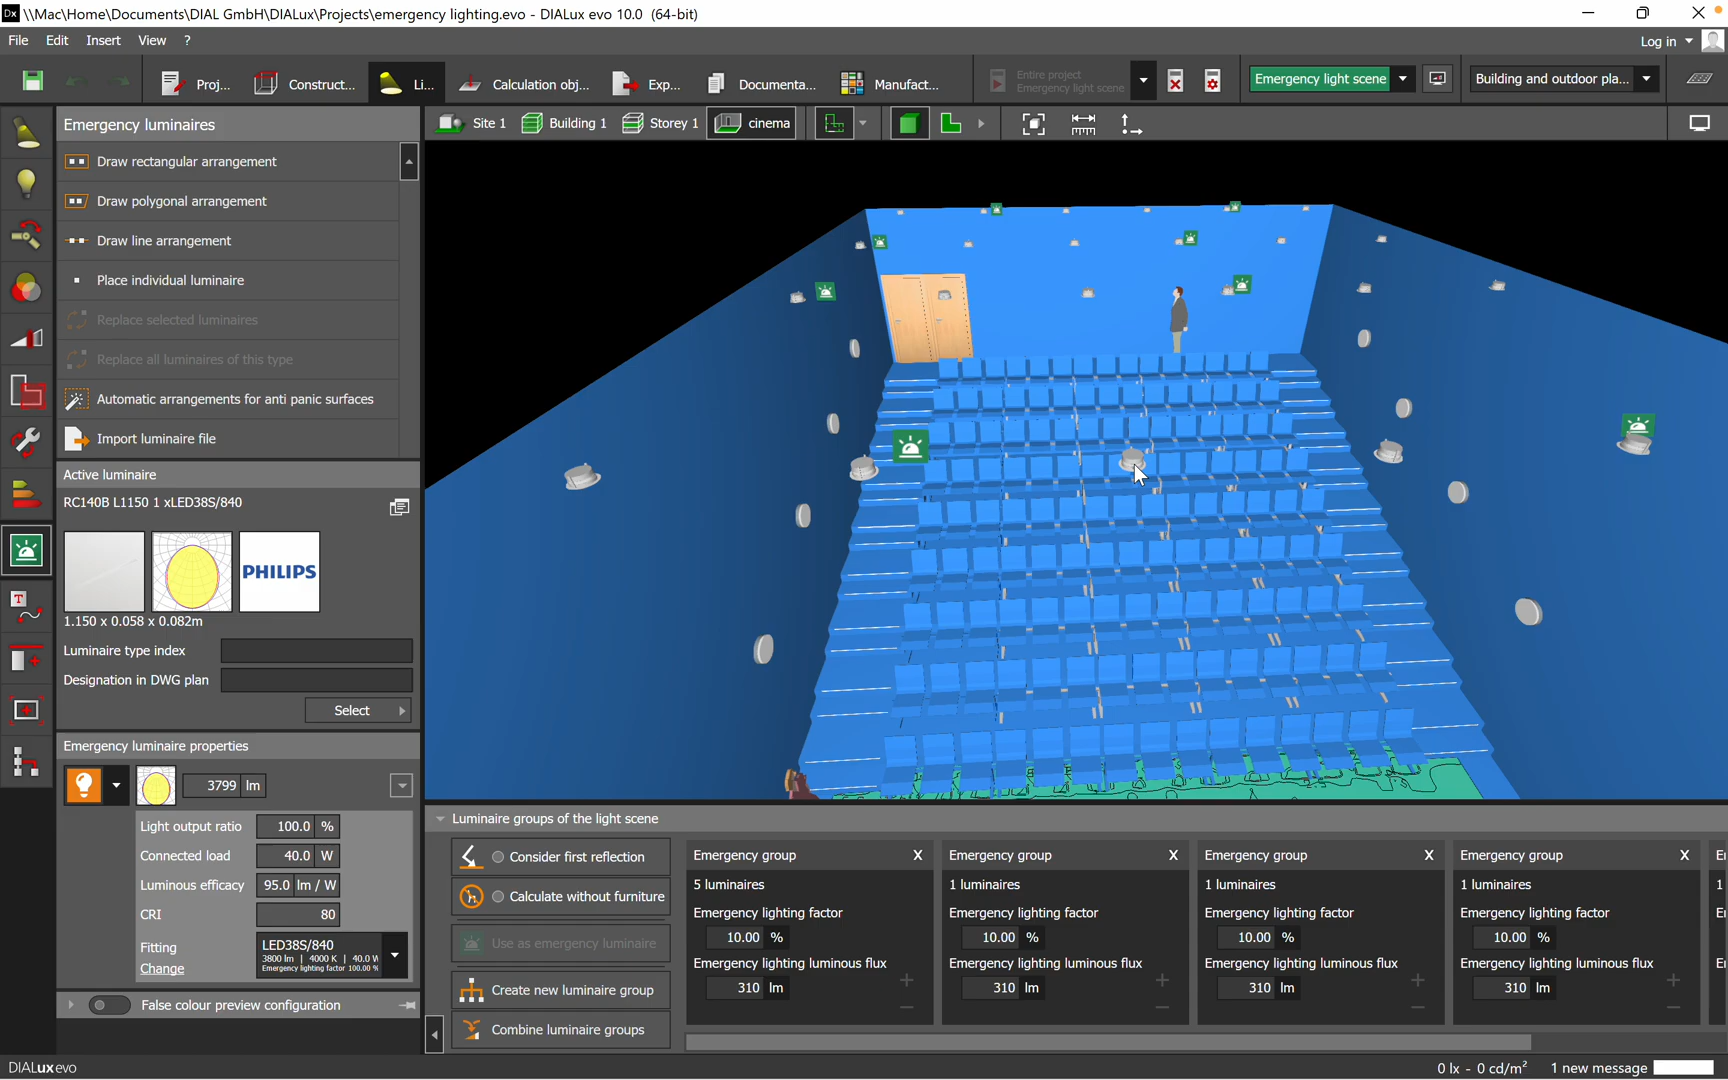 \\Mac\Home\Documents\DIAL GmbH\DIALux\Projects\emergency lighting.evo - DIALux evo 10.0 (64-bit)
File Edit Insert View ?
Log in
Proj... Construct... Li... Calculation obj... Exp... Documenta... Manufact...
Entire project
Emergency light scene
Emergency light scene
Building and outdoor pla...
Site 1 Building 1 Storey 1 cinema
Emergency luminaires
Draw rectangular arrangement
Draw polygonal arrangement
Draw line arrangement
Place individual luminaire
Replace selected luminaires
Replace all luminaires of this type
Automatic arrangements for anti panic surfaces
Import luminaire file
Active luminaire
RC140B L1150 1 xLED38S/840
PHILIPS
1.150 x 0.058 x 0.082m
Luminaire type index
Designation in DWG plan
Select
Emergency luminaire properties
3799 lm
Light output ratio 100.0 %
Connected load 40.0 W
Luminous efficacy 95.0 lm / W
CRI 80
Fitting
Change
LED38S/840
3800 lm | 4000 K | 40.0 W
Emergency lighting factor 100.00 %
False colour preview configuration
Luminaire groups of the light scene
Consider first reflection
Calculate without furniture
Use as emergency luminaire
Create new luminaire group
Combine luminaire groups
Emergency group X
5 luminaires
Emergency lighting factor
10.00 %
Emergency lighting luminous flux
310 lm
Emergency group X
1 luminaires
Emergency lighting factor
10.00 %
Emergency lighting luminous flux
310 lm
Emergency group X
1 luminaires
Emergency lighting factor
10.00 %
Emergency lighting luminous flux
310 lm
Emergency group X
1 luminaires
Emergency lighting factor
10.00 %
Emergency lighting luminous flux
310 lm
DIALux evo
0 lx - 0 cd/m²
1 new message